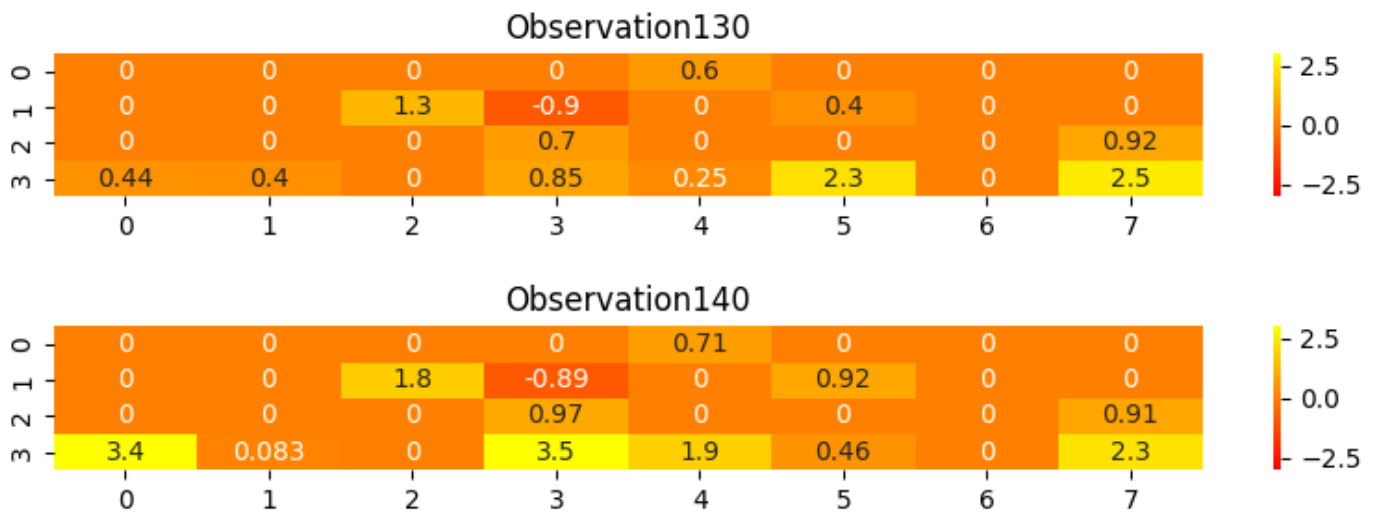 Observation130
0 0 0 0 0 0.6 0 0 0 2.5
1 0 0 1.3 -0.9 0 0.4 0 0 0.0
2 0 0 0 0.7 0 0 0 0.92
3 0.44 0.4 0 0.85 0.25 2.3 0 2.5 −2.5
0 1 2 3 4 5 6 7
Observation140
0 0 0 0 0 0.71 0 0 0 2.5
1 0 0 1.8 -0.89 0 0.92 0 0 0.0
2 0 0 0 0.97 0 0 0 0.91
3 3.4 0.083 0 3.5 1.9 0.46 0 2.3 −2.5
0 1 2 3 4 5 6 7